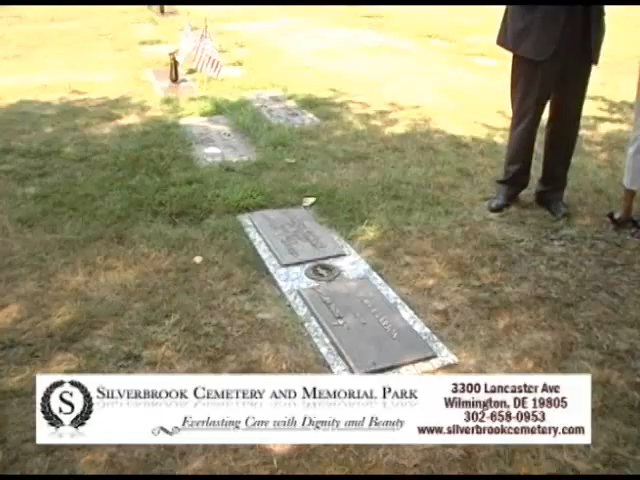 S
SILVERBROOK CEMETERY AND MEMORIAL PARK
Everlasting Care with Dignity and Beauty
3300 Lancaster Ave
Wilmington, DE 19805
302-658-0953
www.silverbrookcemetery.com